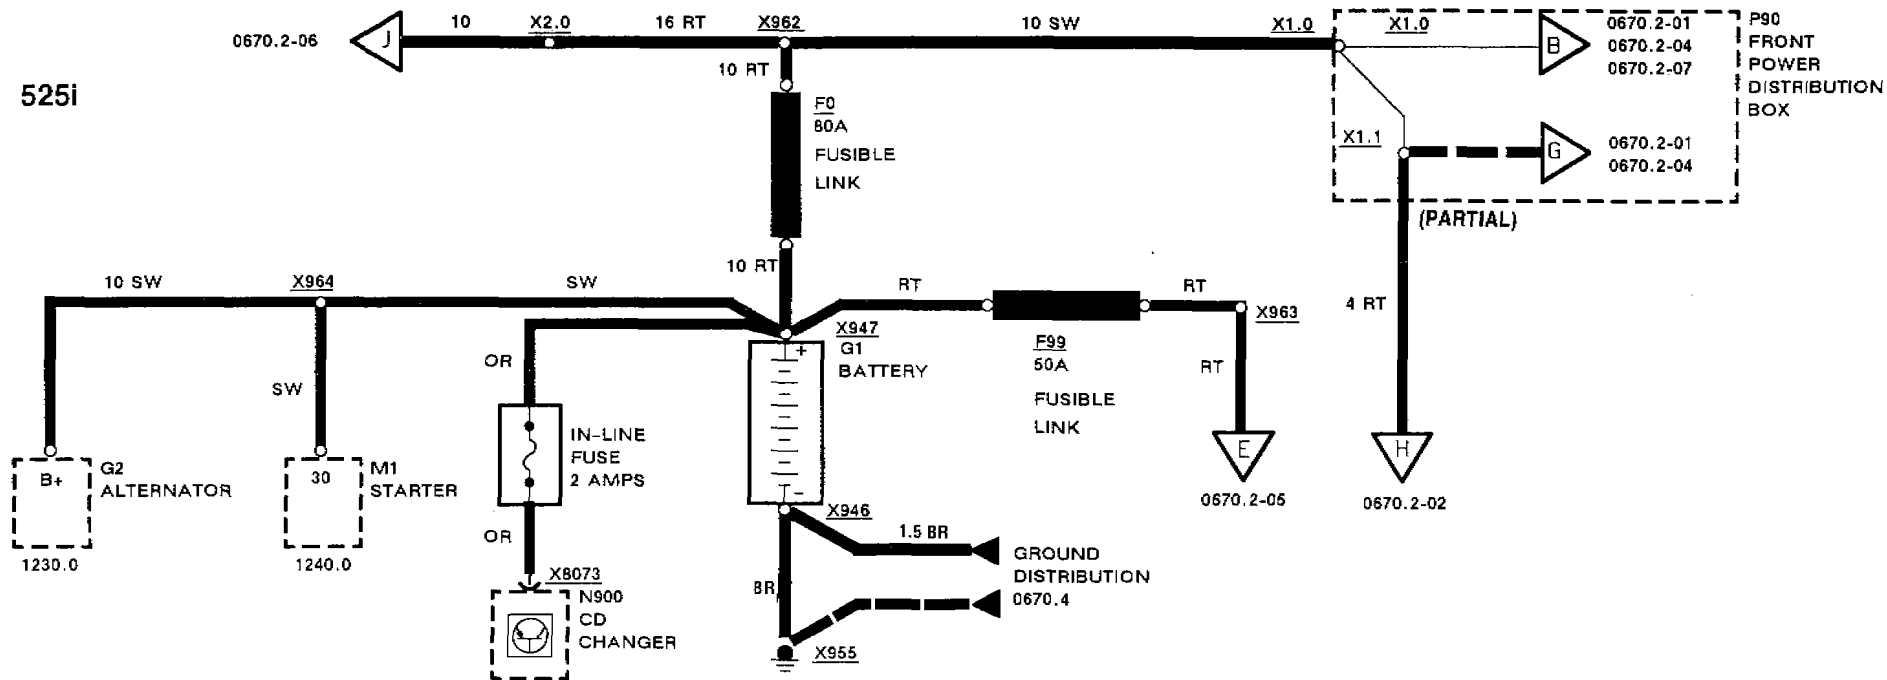 10
X2.0
16 RT
X962
10 SW
X1.0
X1.0
0670.2-01
P90
0670.2-06
J
B
0670.2-04
FRONT
0670.2-07
POWER
DISTRIBUTION
BOX
525i
10 RT
F0
80A
FUSIBLE
LINK
X1.1
G
0670.2-01
0670.2-04
(PARTIAL)
10 RT
10 SW
X964
SW
RT
RT
X963
4 RT
X947
G1
BATTERY
+
-
F99
50A
FUSIBLE
LINK
RT
OR
SW
IN-LINE
FUSE
2 AMPS
E
H
0670.2-05
0670.2-02
B+
G2
ALTERNATOR
30
M1
STARTER
1230.0
1240.0
OR
X946
1.5 BR
GROUND
DISTRIBUTION
0670.4
X8073
BR
N900
CD
CHANGER
X955